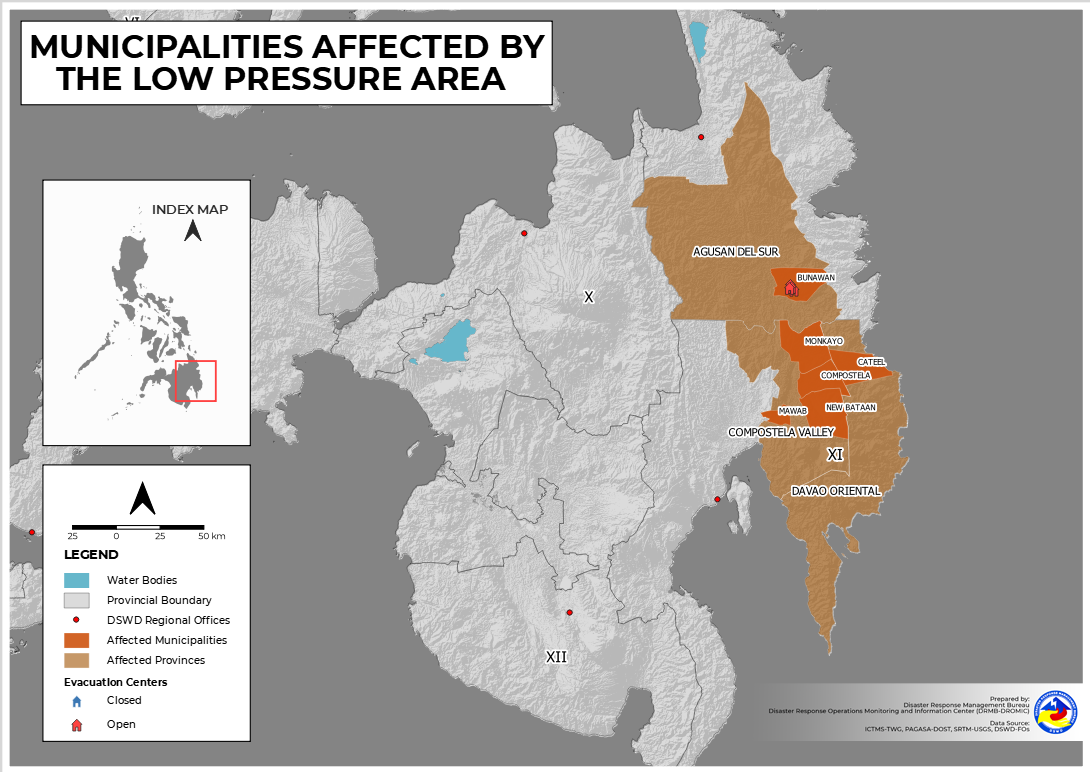 VI
MUNICIPALITIES AFFECTED BY
THE LOW PRESSURE AREA
INDEX MAP
AGUSAN DEL SUR
BUNAWAN
X
MONKAYO
CATEEL
COMPOSTELA
NEW BATAAN
MAWAB
COMPOSTELA VALLEY
XI
DAVAO ORIENTAL
XII
25 0 25 50 km
LEGEND
Water Bodies
Provincial Boundary
DSWD Regional Offices
Affected Municipalities
Affected Provinces
Evacuation Centers
Closed
Open
Prepared by:
Disaster Response Management Bureau
Disaster Response Operations Monitoring and Information Center (DRMB-DROMIC)
Data Source:
ICTMS-TWG, PAGASA-DOST, SRTM-USGS, DSWD-FOs